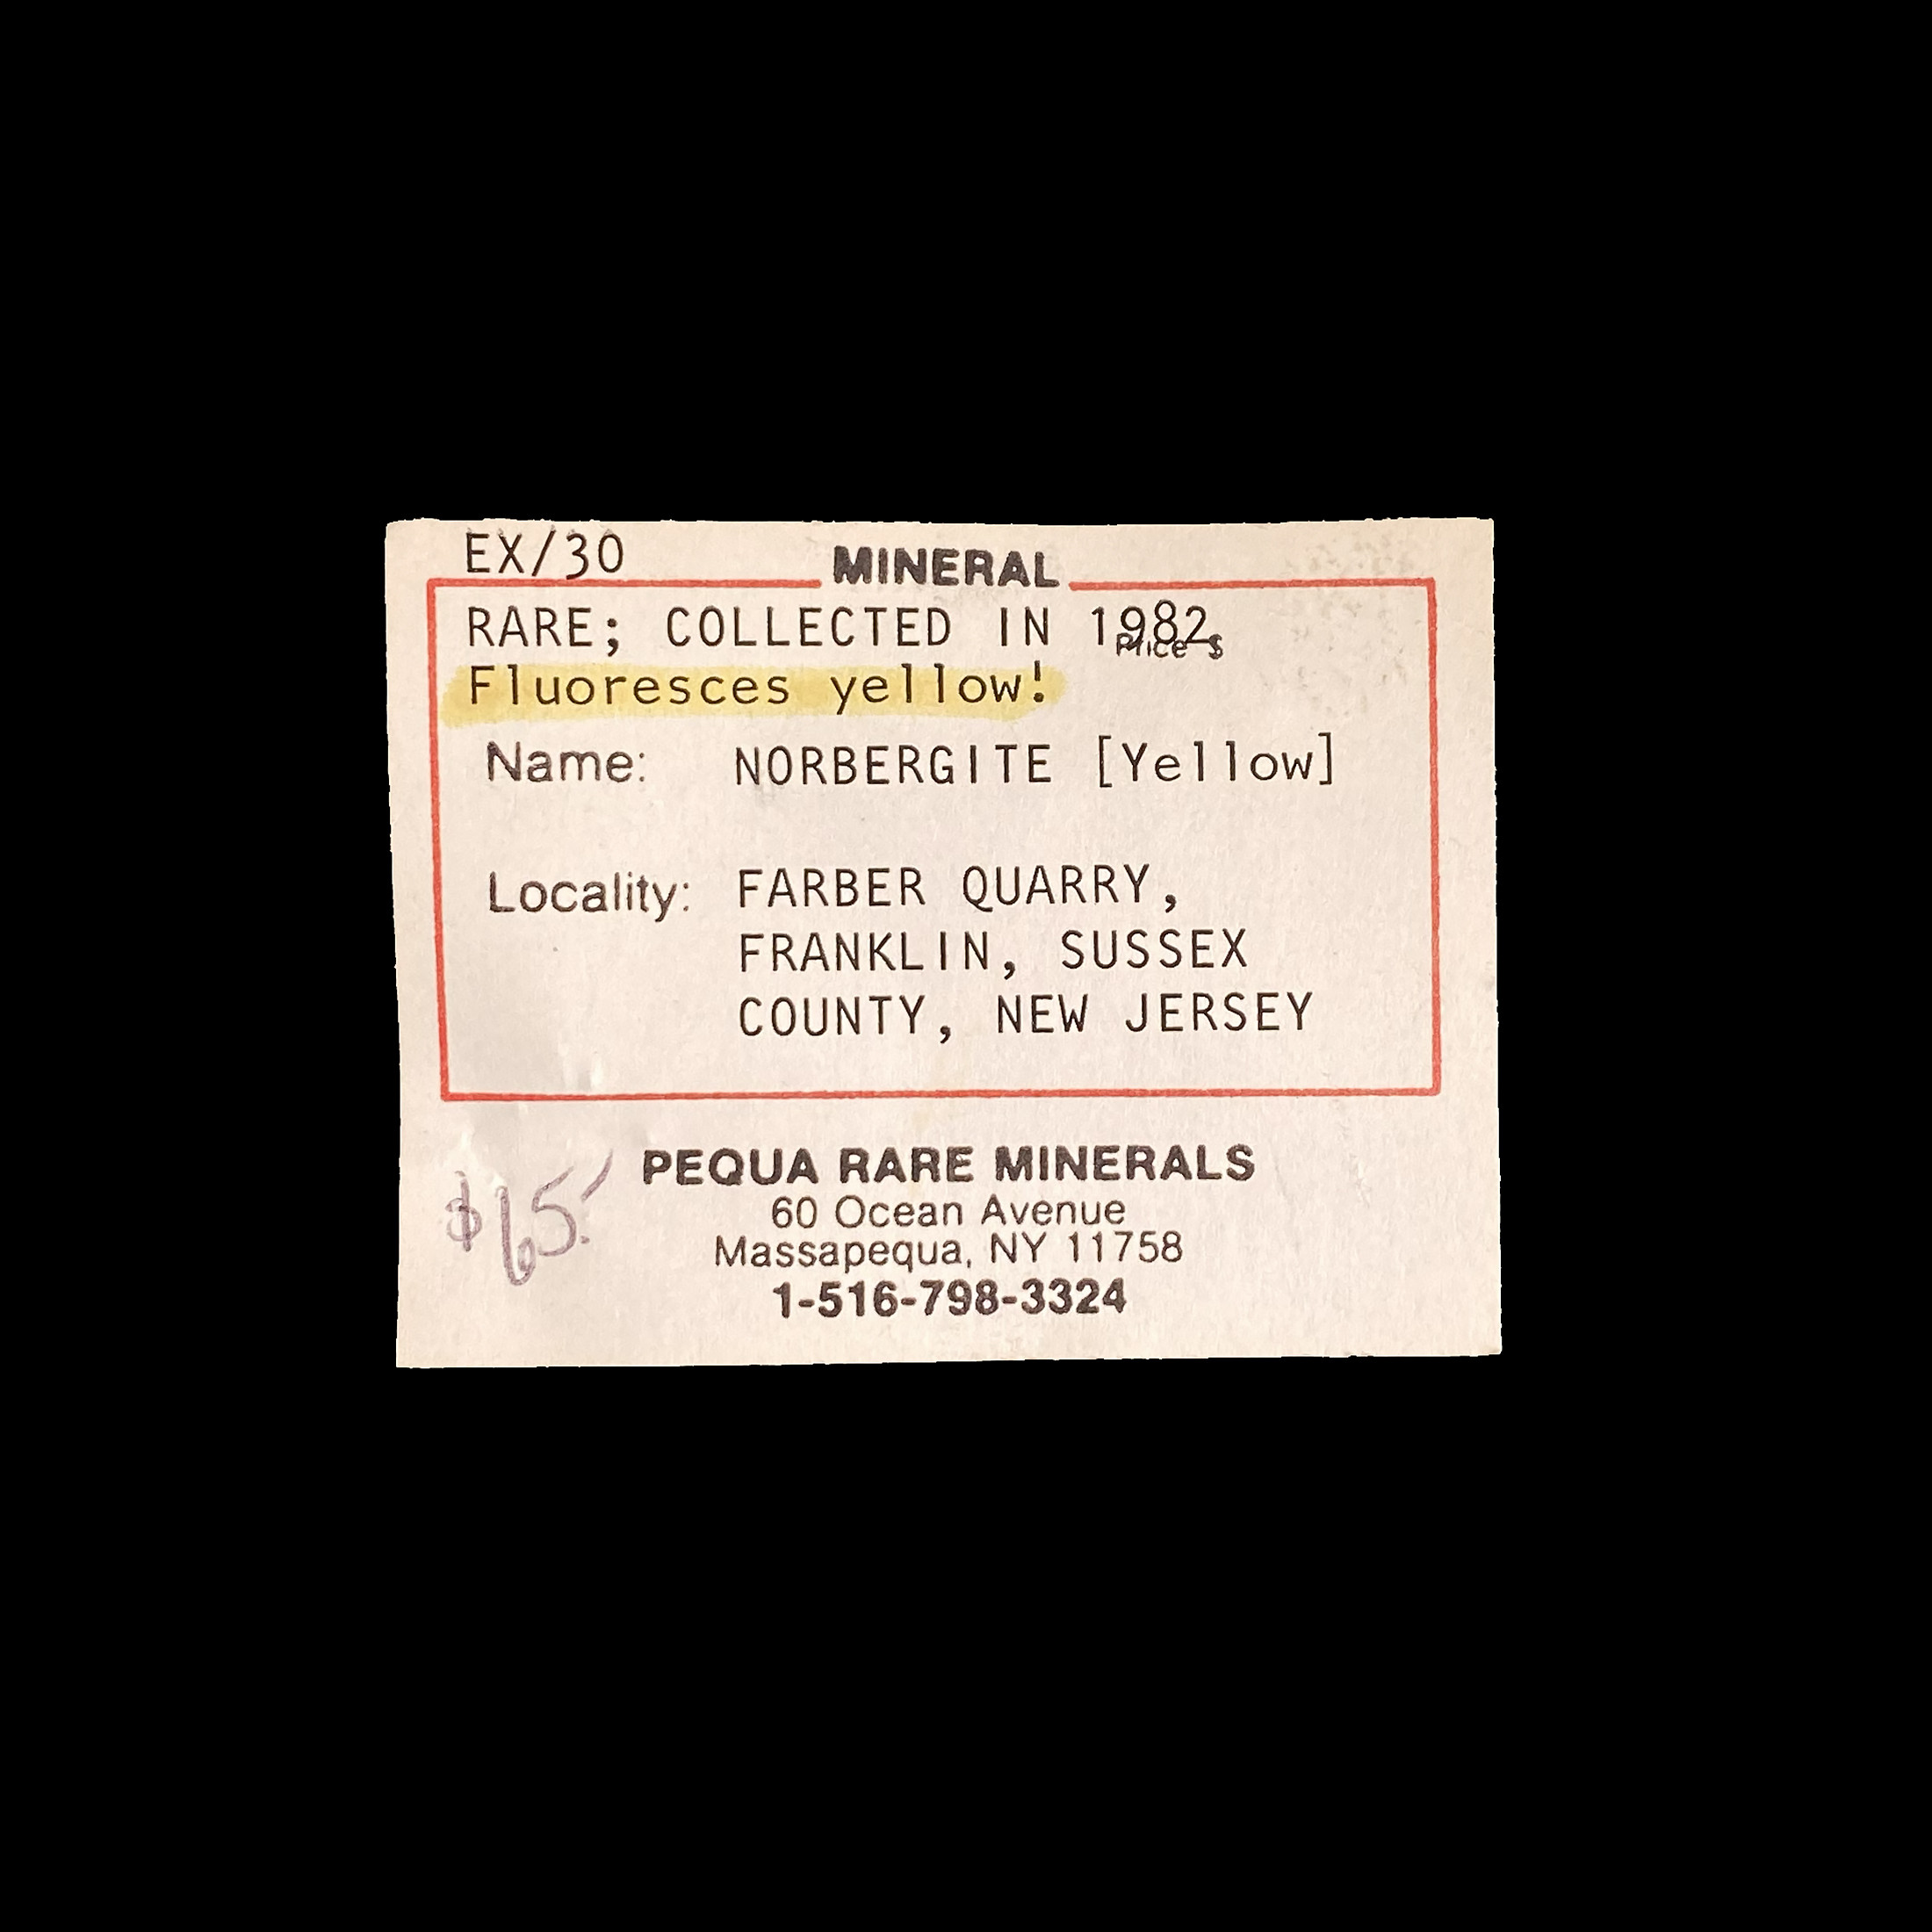 EX/30
MINERAL
RARE; COLLECTED IN 1982
Price $
Fluoresces yellow!
Name: NORBERGITE [Yellow]
Locality: FARBER QUARRY,
FRANKLIN, SUSSEX
COUNTY, NEW JERSEY
$65.
PEQUA RARE MINERALS
60 Ocean Avenue
Massapequa, NY 11758
1-516-798-3324